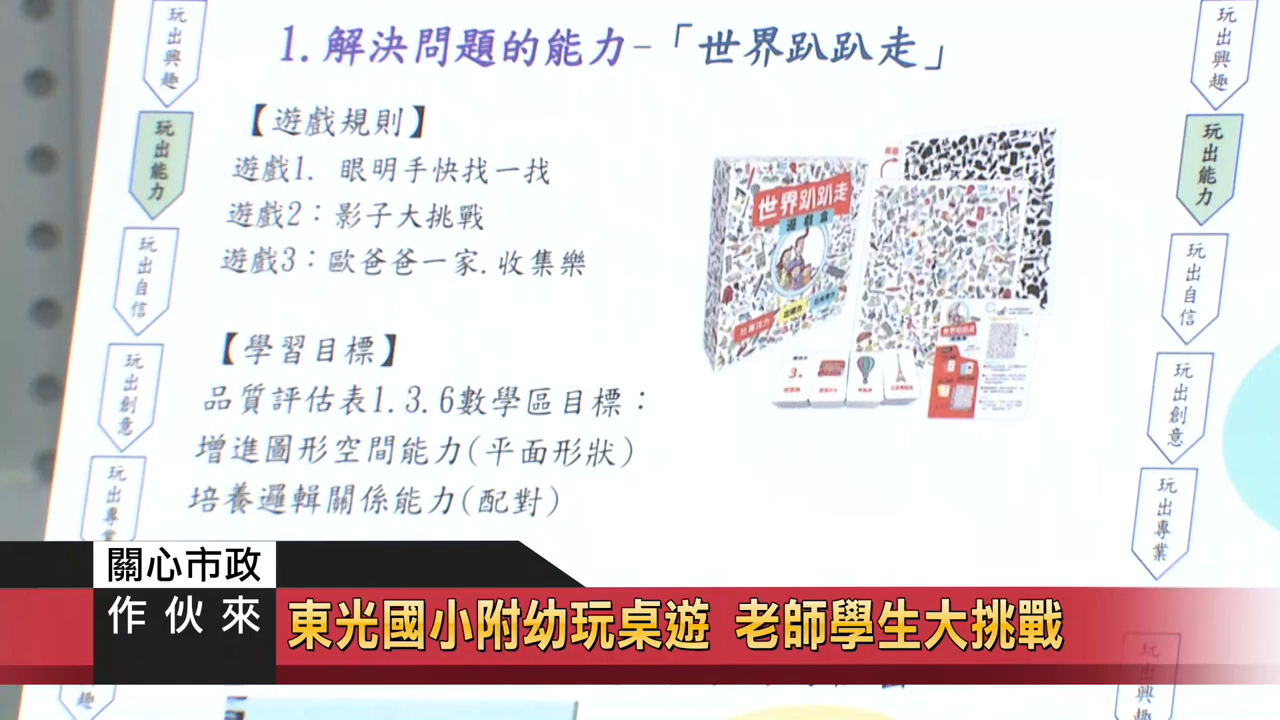 1.解決問題的能力-「世界趴趴走」
【遊戲規則】
遊戲1. 眼明手快找一找
遊戲2：影子大挑戰
遊戲3：歐爸爸一家.收集樂
【學習目標】
品質評估表1.3.6數學區目標：
增進圖形空間能力(平面形狀)
培養邏輯關係能力(配對)
玩出興趣
玩出能力
玩出自信
玩出創意
玩出專業
世界趴趴走
遊戲盒
玩出興趣
玩出能力
玩出自信
玩出創意
玩出專業
玩出興趣
趣
關心市政
作伙來
東光國小附幼玩桌遊 老師學生大挑戰